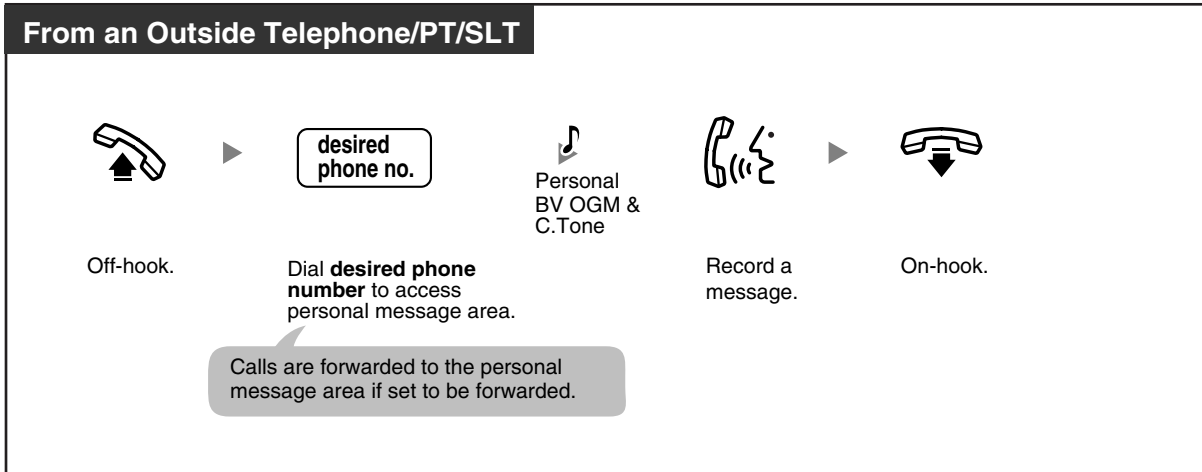 From an Outside Telephone/PT/SLT
desired
phone no.
Personal
BV OGM &
C.Tone
Off-hook.
Dial desired phone
number to access
personal message area.
Record a
message.
On-hook.
Calls are forwarded to the personal
message area if set to be forwarded.